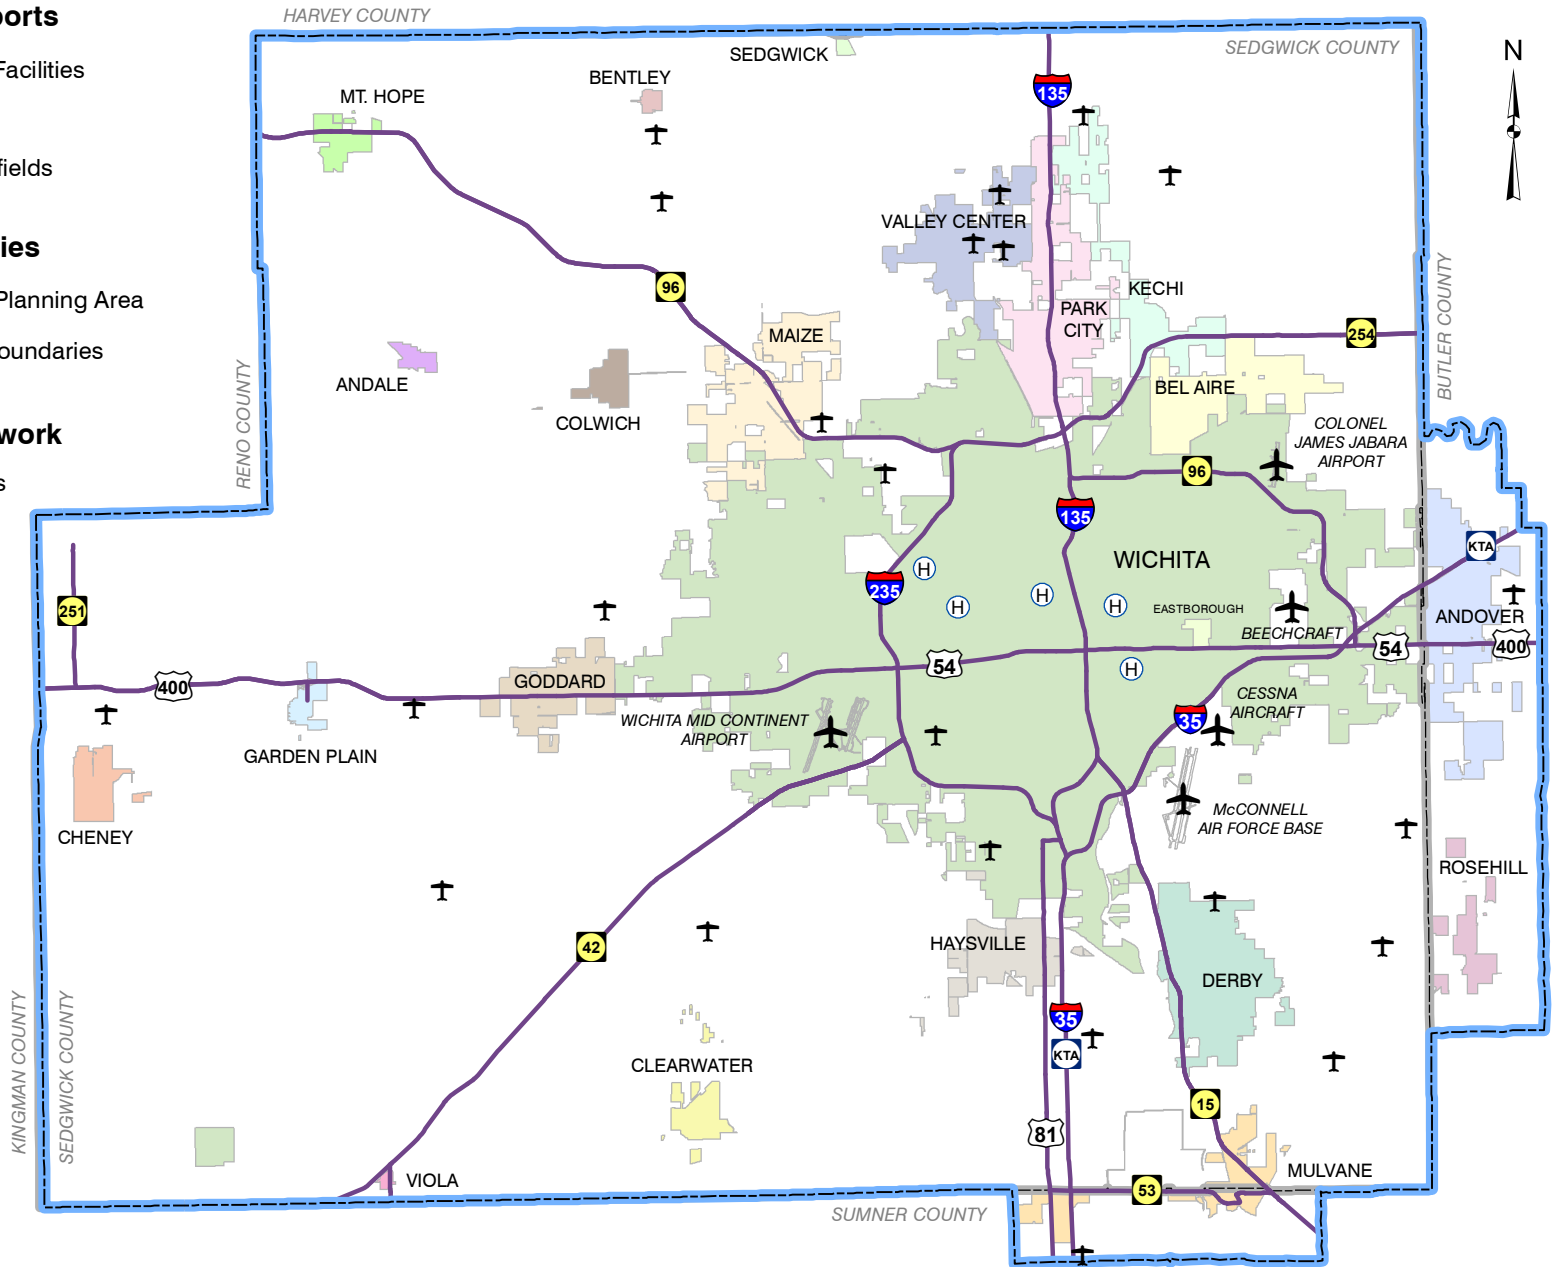 ports
Facilities
fields
ies
Planning Area
oundaries
work
s
HARVEY COUNTY
SEDGWICK COUNTY
N
SEDGWICK
BENTLEY
MT. HOPE
135
VALLEY CENTER
96
KECHI
PARK
CITY
254
BUTLER COUNTY
MAIZE
ANDALE
RENO COUNTY
COLWICH
BEL AIRE
COLONEL
JAMES JABARA
AIRPORT
96
135
WICHITA
KTA
H
235
H
H
H
EASTBOROUGH
251
BEECHCRAFT
ANDOVER
54
54
400
H
400
GODDARD
WICHITA MID CONTINENT
AIRPORT
CESSNA
AIRCRAFT
35
GARDEN PLAIN
CHENEY
McCONNELL
AIR FORCE BASE
ROSEHILL
42
HAYSVILLE
DERBY
35
KTA
CLEARWATER
KINGMAN COUNTY
SEDGWICK COUNTY
15
81
VIOLA
MULVANE
53
SUMNER COUNTY